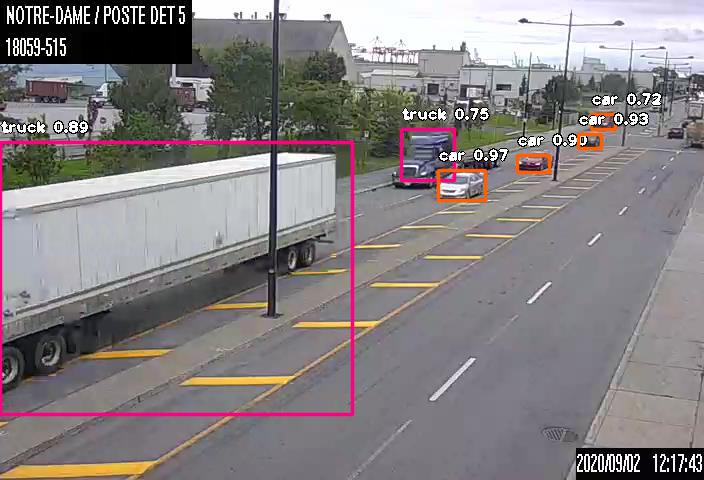 NOTRE-DAME / POSTE DET 5
18059-515
car 0.72
truck 0.75
car 0.93
truck 0.89
car 0.90
car 0.97
2020/09/02 12:17:43